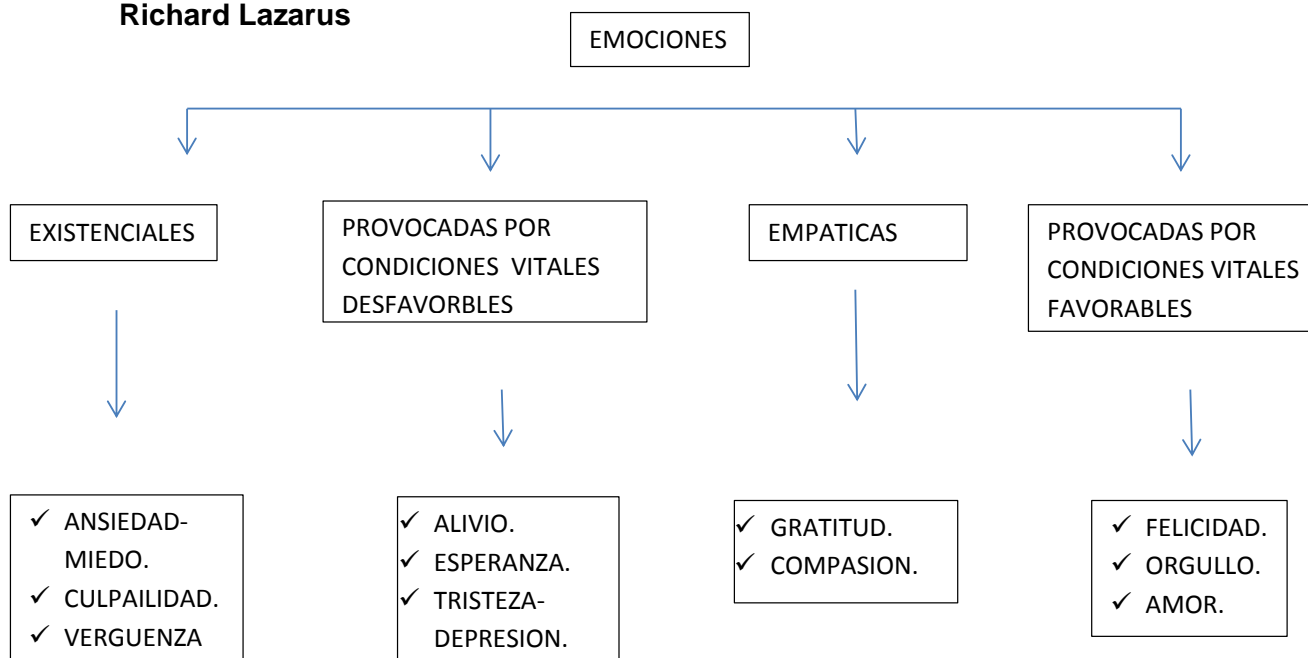 Richard Lazarus
EMOCIONES
EXISTENCIALES
PROVOCADAS POR
CONDICIONES VITALES
DESFAVORBLES
EMPATICAS
PROVOCADAS POR
CONDICIONES VITALES
FAVORABLES
✓ ANSIEDAD-
MIEDO.
✓ CULPAILIDAD.
✓ VERGUENZA
✓ ALIVIO.
✓ ESPERANZA.
✓ TRISTEZA-
DEPRESION.
✓ GRATITUD.
✓ COMPASION.
✓ FELICIDAD.
✓ ORGULLO.
✓ AMOR.